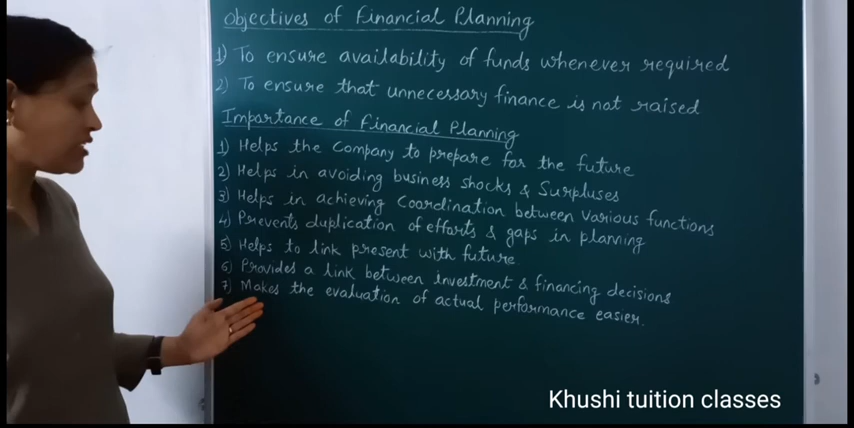 Objectives of Financial Planning
1) To ensure availability of funds whenever required
2) To ensure that unnecessary finance is not raised
Importance of Financial Planning
1) Helps the Company to prepare for the future
2) Helps in avoiding business shocks & Surpluses
3) Helps in achieving Coordination between various functions
4) Prevents duplication of efforts & gaps in planning
5) Helps to link present with future
6) Provides a link between investment & financing decisions
7) Makes the evaluation of actual performance easier.
Khushi tuition classes